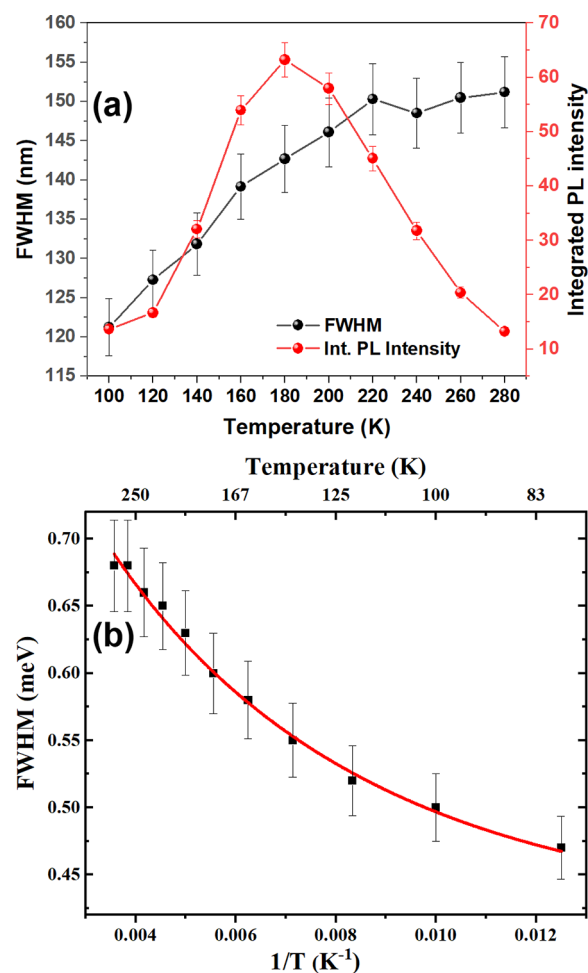 (a)
FWHM (nm)
160
155
150
145
140
130
125
120
115
70
60
50
40
30
20
10
Integrated PL intensity
FWHM
Int. PL Intensity
100 120 140 160 180 200 220 240 260 280
Temperature (K)
Temperature (K)
250 167 125 100 83
(b)
FWHM (meV)
0.70
0.65
0.60
0.55
0.50
0.45
0.004 0.006 0.008 0.010 0.012
1/T (K⁻¹)